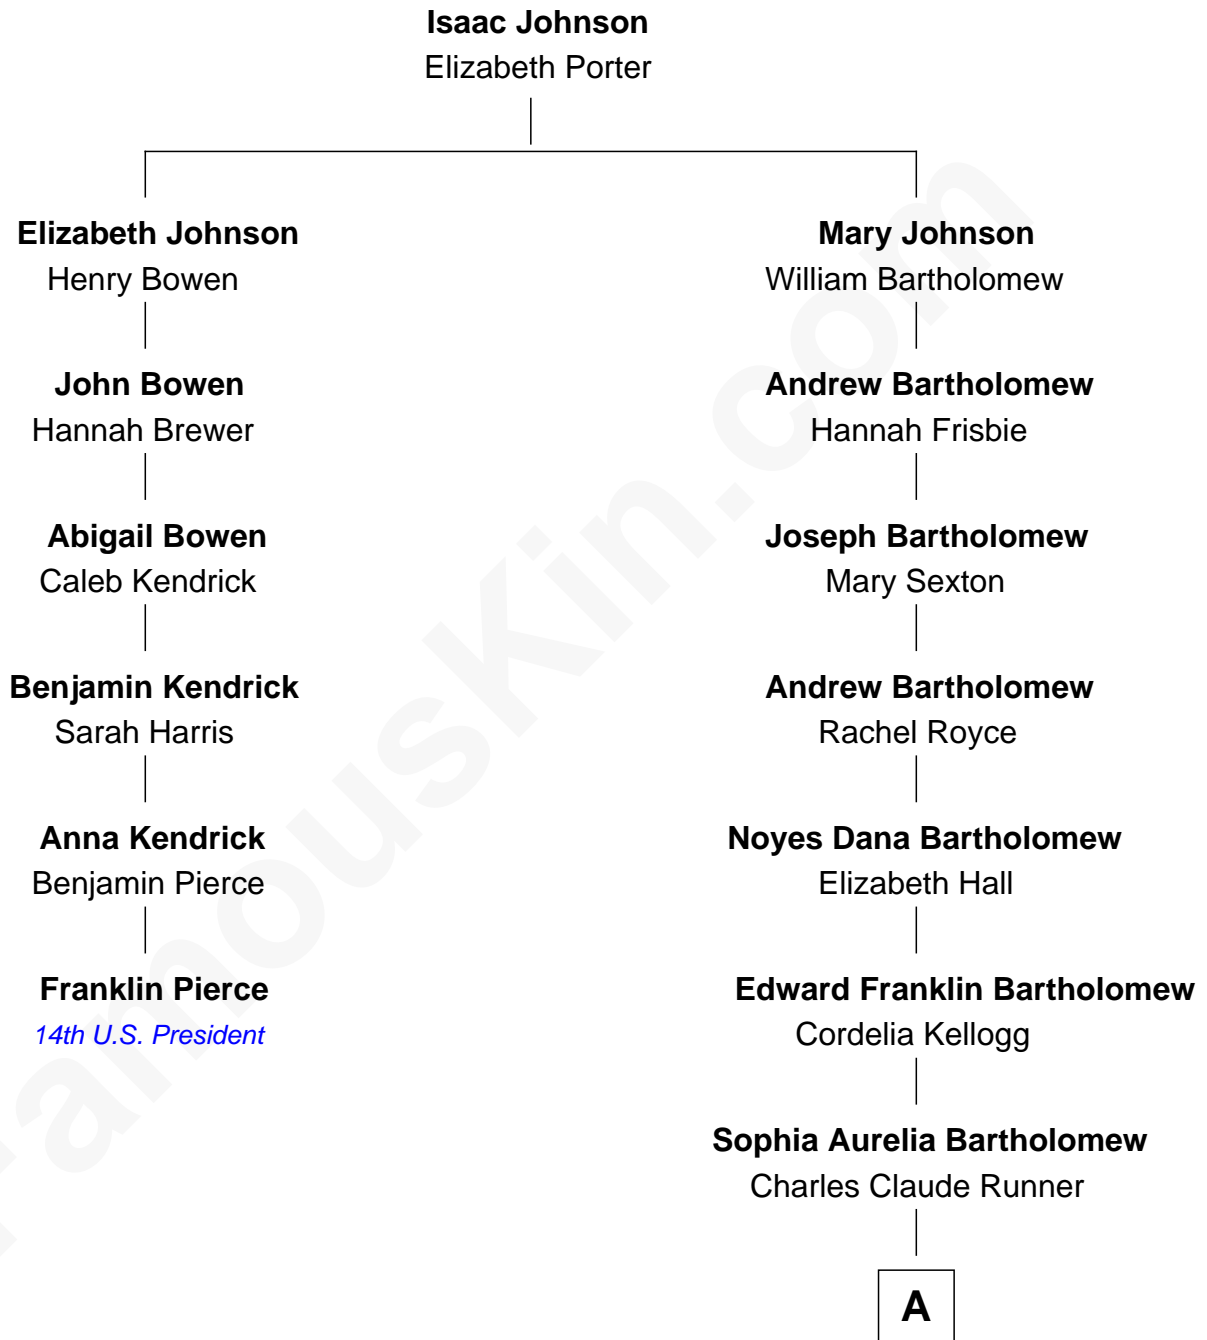 Isaac Johnson
Elizabeth Porter
Elizabeth Johnson
Henry Bowen
Mary Johnson
William Bartholomew
John Bowen
Hannah Brewer
Andrew Bartholomew
Hannah Frisbie
Abigail Bowen
Caleb Kendrick
Joseph Bartholomew
Mary Sexton
Benjamin Kendrick
Sarah Harris
Andrew Bartholomew
Rachel Royce
Anna Kendrick
Benjamin Pierce
Noyes Dana Bartholomew
Elizabeth Hall
Franklin Pierce
14th U.S. President
Edward Franklin Bartholomew
Cordelia Kellogg
Sophia Aurelia Bartholomew
Charles Claude Runner
A
FamousKin.com